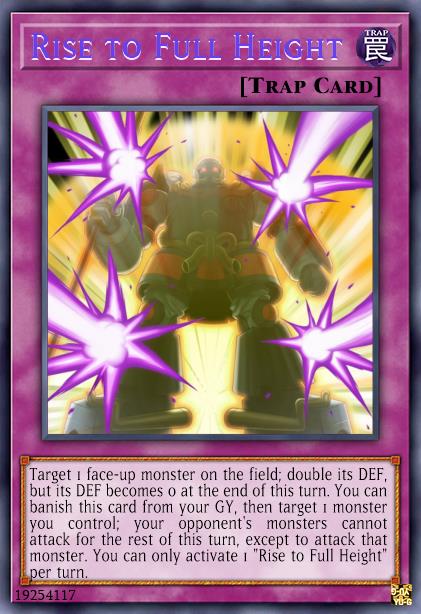 Rise to Full Height
TRAP
罠
[Trap Card]
Target 1 face-up monster on the field; double its DEF,
but its DEF becomes 0 at the end of this turn. You can
banish this card from your GY, then target 1 monster
you control; your opponent's monsters cannot
attack for the rest of this turn, except to attack that
monster. You can only activate 1 "Rise to Full Height"
per turn.
19254117